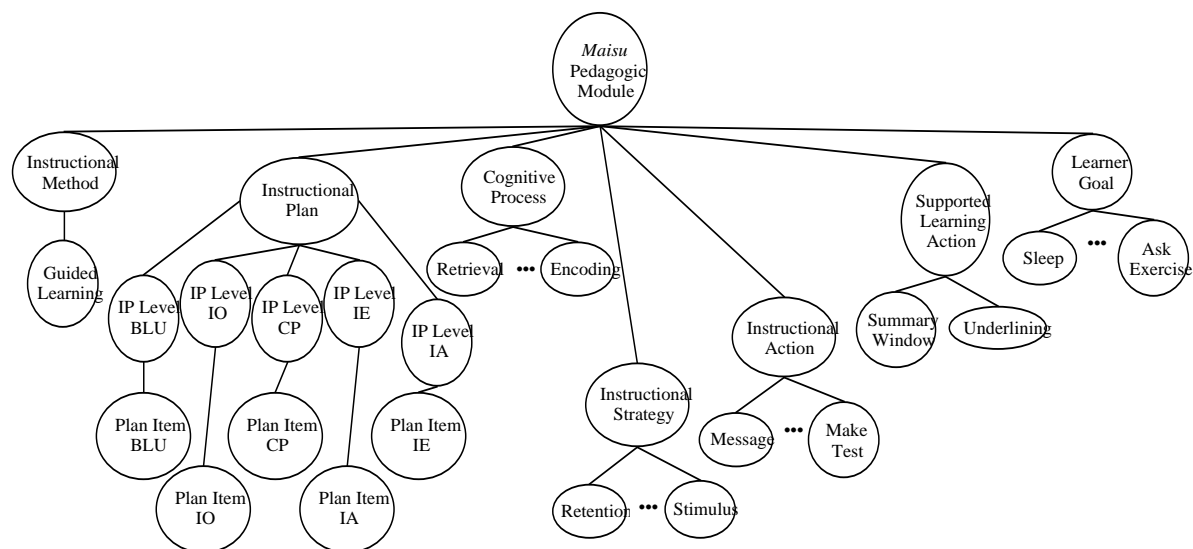 Maisu
Pedagogic
Module
Instructional
Method
Guided
Learning
Instructional
Plan
IP Level
BLU
IP Level
IO
IP Level
CP
IP Level
IE
IP Level
IA
Plan Item
BLU
Plan Item
IO
Plan Item
CP
Plan Item
IA
Plan Item
IE
Cognitive
Process
Retrieval
•••
Encoding
Instructional
Strategy
Retention
•••
Stimulus
Instructional
Action
Message
•••
Make
Test
Supported
Learning
Action
Summary
Window
Underlining
Learner
Goal
Sleep
•••
Ask
Exercise